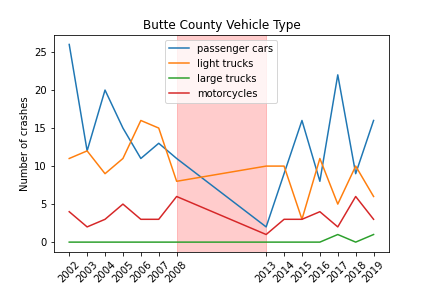 Butte County Vehicle Type
Number of crashes
25
20
15
10
5
0
passenger cars
light trucks
large trucks
motorcycles
2002 2003 2004 2005 2006 2007 2008 2013 2014 2015 2016 2017 2018 2019